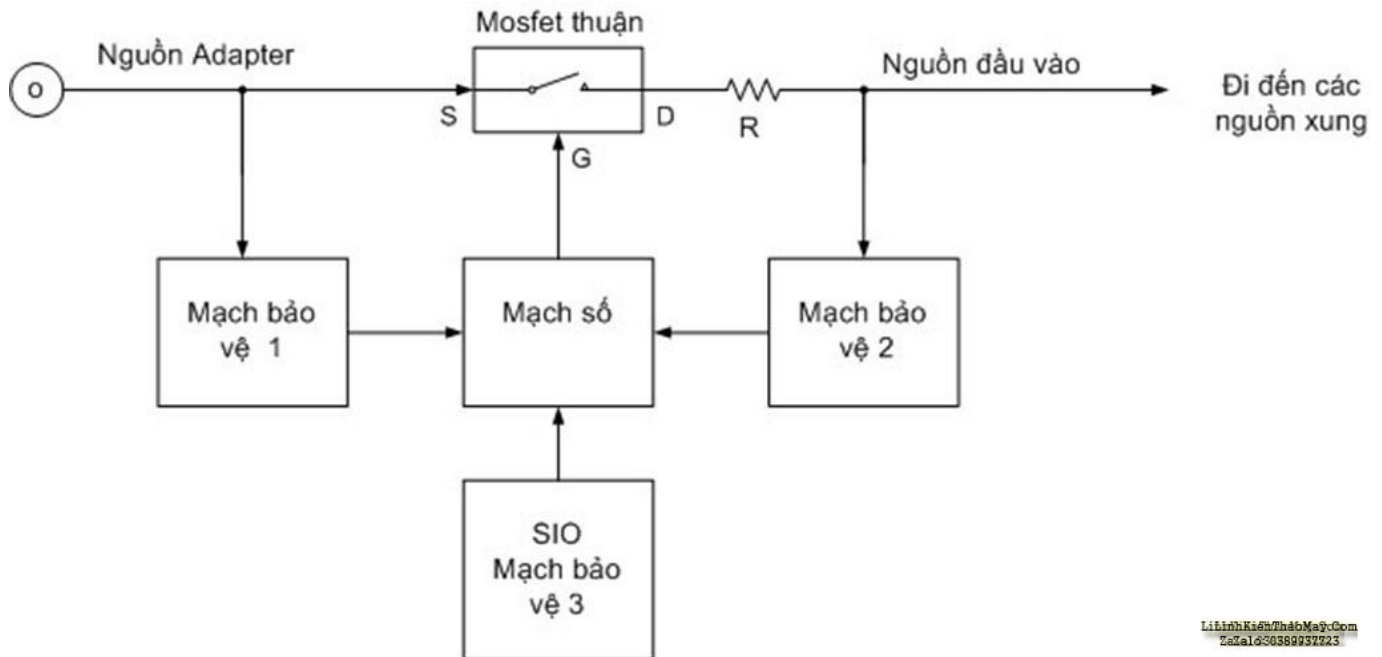 Mosfet thuận
Nguồn Adapter
Nguồn đầu vào
O
S
D
R
G
Đi đến các
nguồn xung
Mạch bảo
vệ 1
Mạch số
Mạch bảo
vệ 2
SIO
Mạch bảo
vệ 3